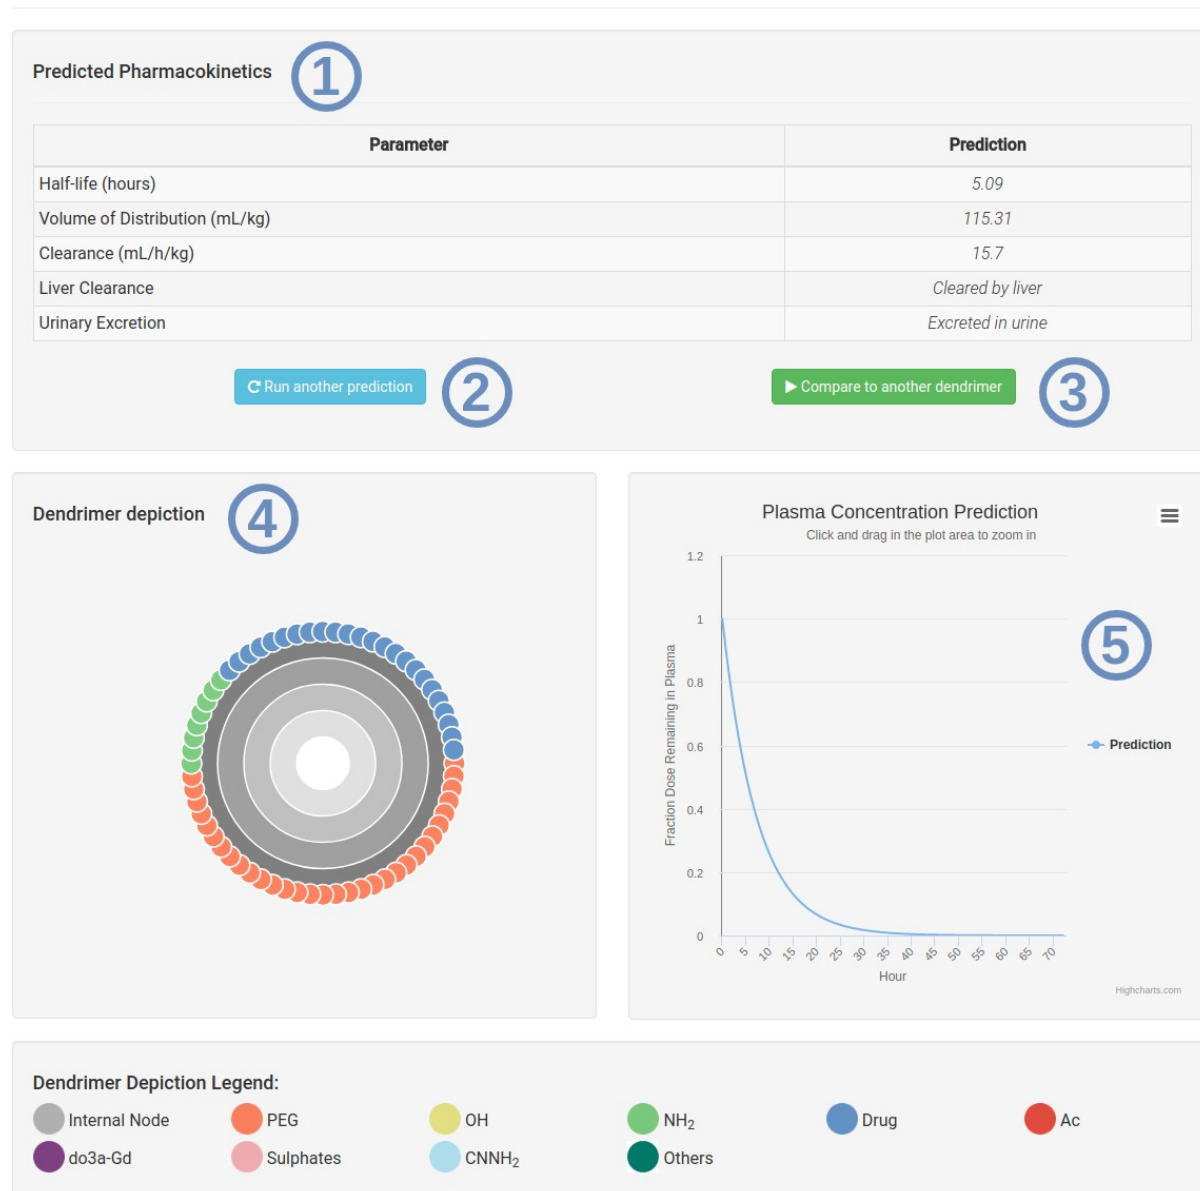 Predicted Pharmacokinetics 1
Parameter Prediction
Half-life (hours) 5.09
Volume of Distribution (mL/kg) 115.31
Clearance (mL/h/kg) 15.7
Liver Clearance Cleared by liver
Urinary Excretion Excreted in urine
Run another prediction 2 Compare to another dendrimer 3
Dendrimer depiction 4
Plasma Concentration Prediction
Click and drag in the plot area to zoom in
Fraction Dose Remaining in Plasma
1.2
1
0.8
0.6
0.4
0.2
0
5
Prediction
0 5 10 15 20 25 30 35 40 45 50 55 60 65 70
Hour
Highcharts.com
Dendrimer Depiction Legend:
Internal Node PEG OH NH₂ Drug Ac
do3a-Gd Sulphates CNNH₂ Others